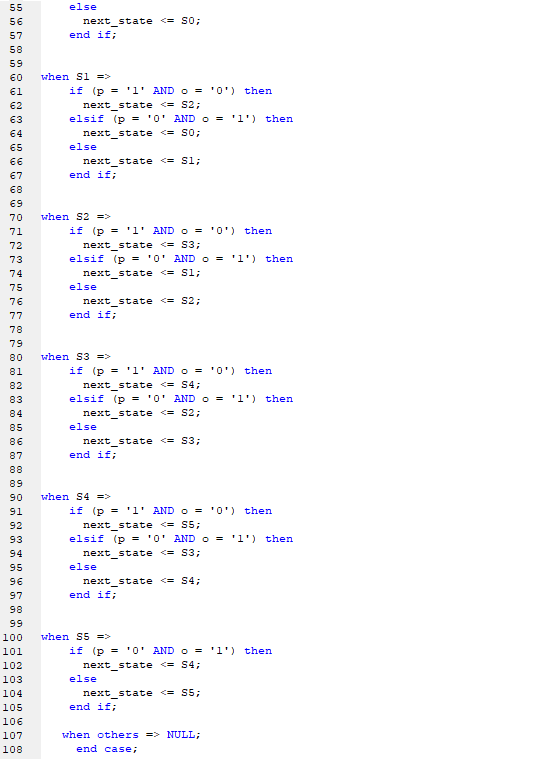 55 else
56 next_state <= S0;
57 end if;
58
59
60 when S1 =>
61 if (p = '1' AND o = '0') then
62 next_state <= S2;
63 elsif (p = '0' AND o = '1') then
64 next_state <= S0;
65 else
66 next_state <= S1;
67 end if;
68
69
70 when S2 =>
71 if (p = '1' AND o = '0') then
72 next_state <= S3;
73 elsif (p = '0' AND o = '1') then
74 next_state <= S1;
75 else
76 next_state <= S2;
77 end if;
78
79
80 when S3 =>
81 if (p = '1' AND o = '0') then
82 next_state <= S4;
83 elsif (p = '0' AND o = '1') then
84 next_state <= S2;
85 else
86 next_state <= S3;
87 end if;
88
89
90 when S4 =>
91 if (p = '1' AND o = '0') then
92 next_state <= S5;
93 elsif (p = '0' AND o = '1') then
94 next_state <= S3;
95 else
96 next_state <= S4;
97 end if;
98
99
100 when S5 =>
101 if (p = '0' AND o = '1') then
102 next_state <= S4;
103 else
104 next_state <= S5;
105 end if;
106
107 when others => NULL;
108 end case;